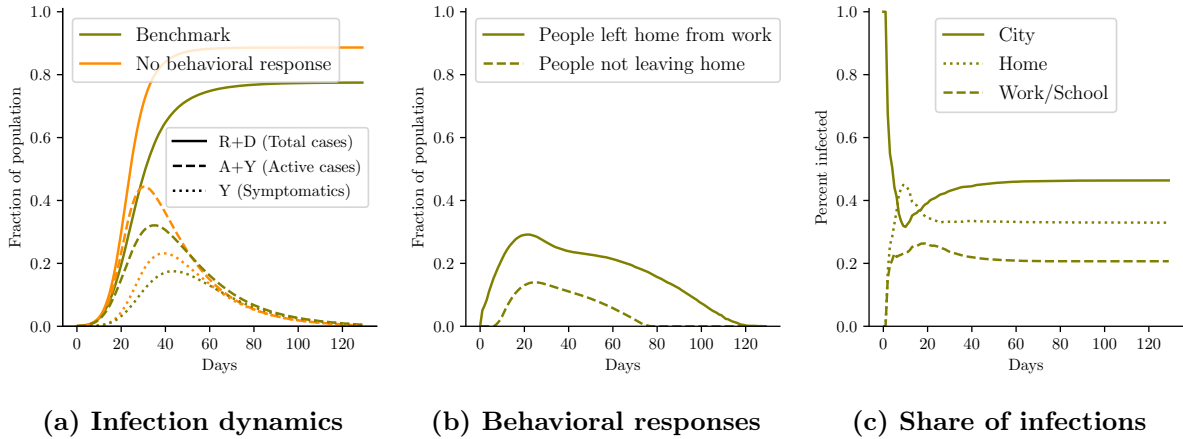 1.0
0.8
0.6
0.4
0.2
0.0
Fraction of population
Benchmark
No behavioral response
R+D (Total cases)
A+Y (Active cases)
Y (Symptomatics)
0 20 40 60 80 100 120
Days
(a) Infection dynamics
1.0
0.8
0.6
0.4
0.2
0.0
Fraction of population
People left home from work
People not leaving home
0 20 40 60 80 100 120
Days
(b) Behavioral responses
1.0
0.8
0.6
0.4
0.2
0.0
Percent infected
City
Home
Work/School
0 20 40 60 80 100 120
Days
(c) Share of infections